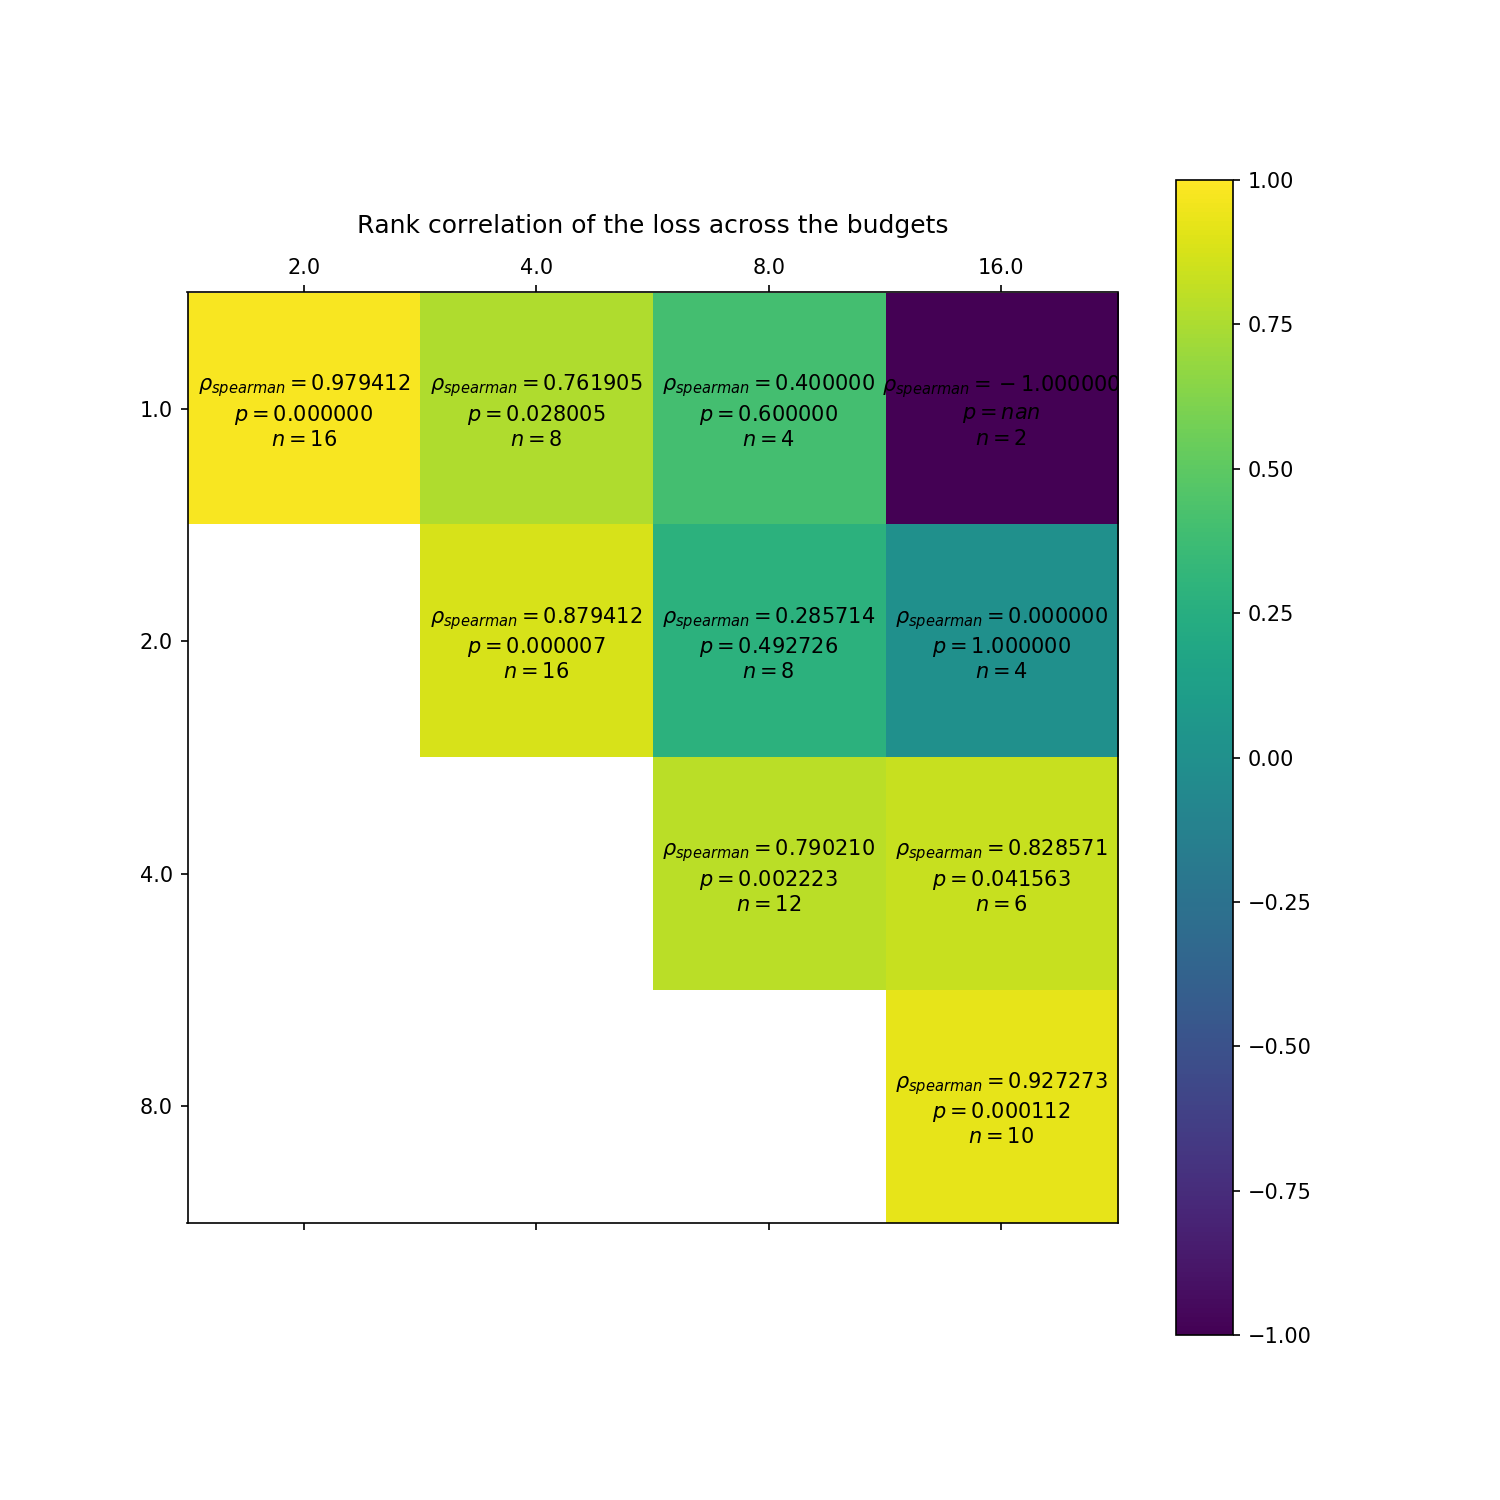 Rank correlation of the loss across the budgets
2.0 4.0 8.0 16.0
1.0
ρspearman = 0.979412
p = 0.000000
n = 16
ρspearman = 0.761905
p = 0.028005
n = 8
ρspearman = 0.400000
p = 0.600000
n = 4
ρspearman = −1.000000
p = nan
n = 2
2.0
ρspearman = 0.879412
p = 0.000007
n = 16
ρspearman = 0.285714
p = 0.492726
n = 8
ρspearman = 0.000000
p = 1.000000
n = 4
4.0
ρspearman = 0.790210
p = 0.002223
n = 12
ρspearman = 0.828571
p = 0.041563
n = 6
8.0
ρspearman = 0.927273
p = 0.000112
n = 10
1.00
0.75
0.50
0.25
0.00
−0.25
−0.50
−0.75
−1.00